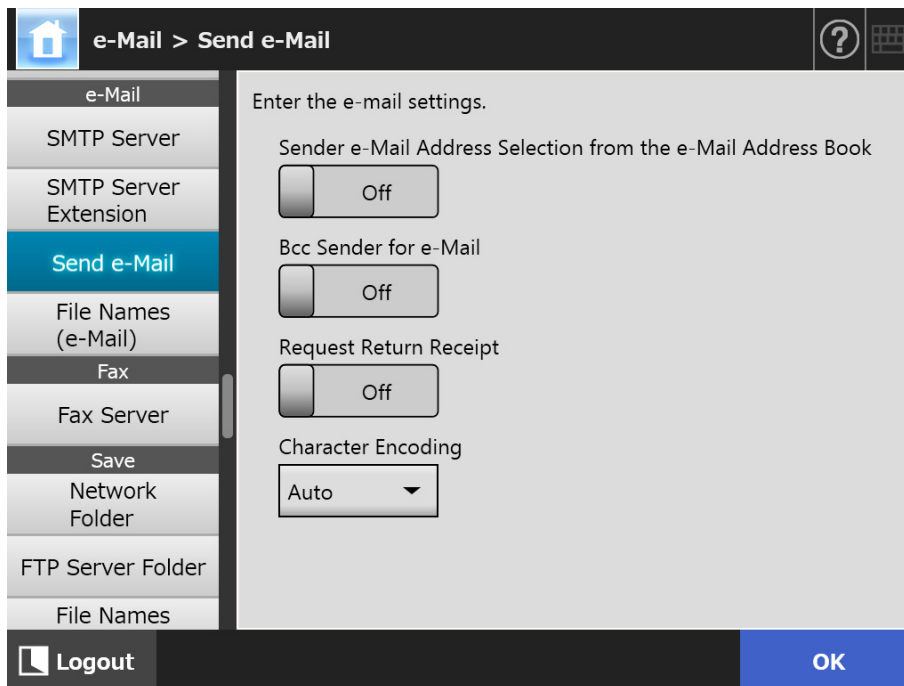 e-Mail > Send e-Mail
?
e-Mail
SMTP Server
SMTP Server
Extension
Send e-Mail
File Names
(e-Mail)
Fax
Fax Server
Save
Network
Folder
FTP Server Folder
File Names
Enter the e-mail settings.
Sender e-Mail Address Selection from the e-Mail Address Book
Off
Bcc Sender for e-Mail
Off
Request Return Receipt
Off
Character Encoding
Auto
Logout
OK